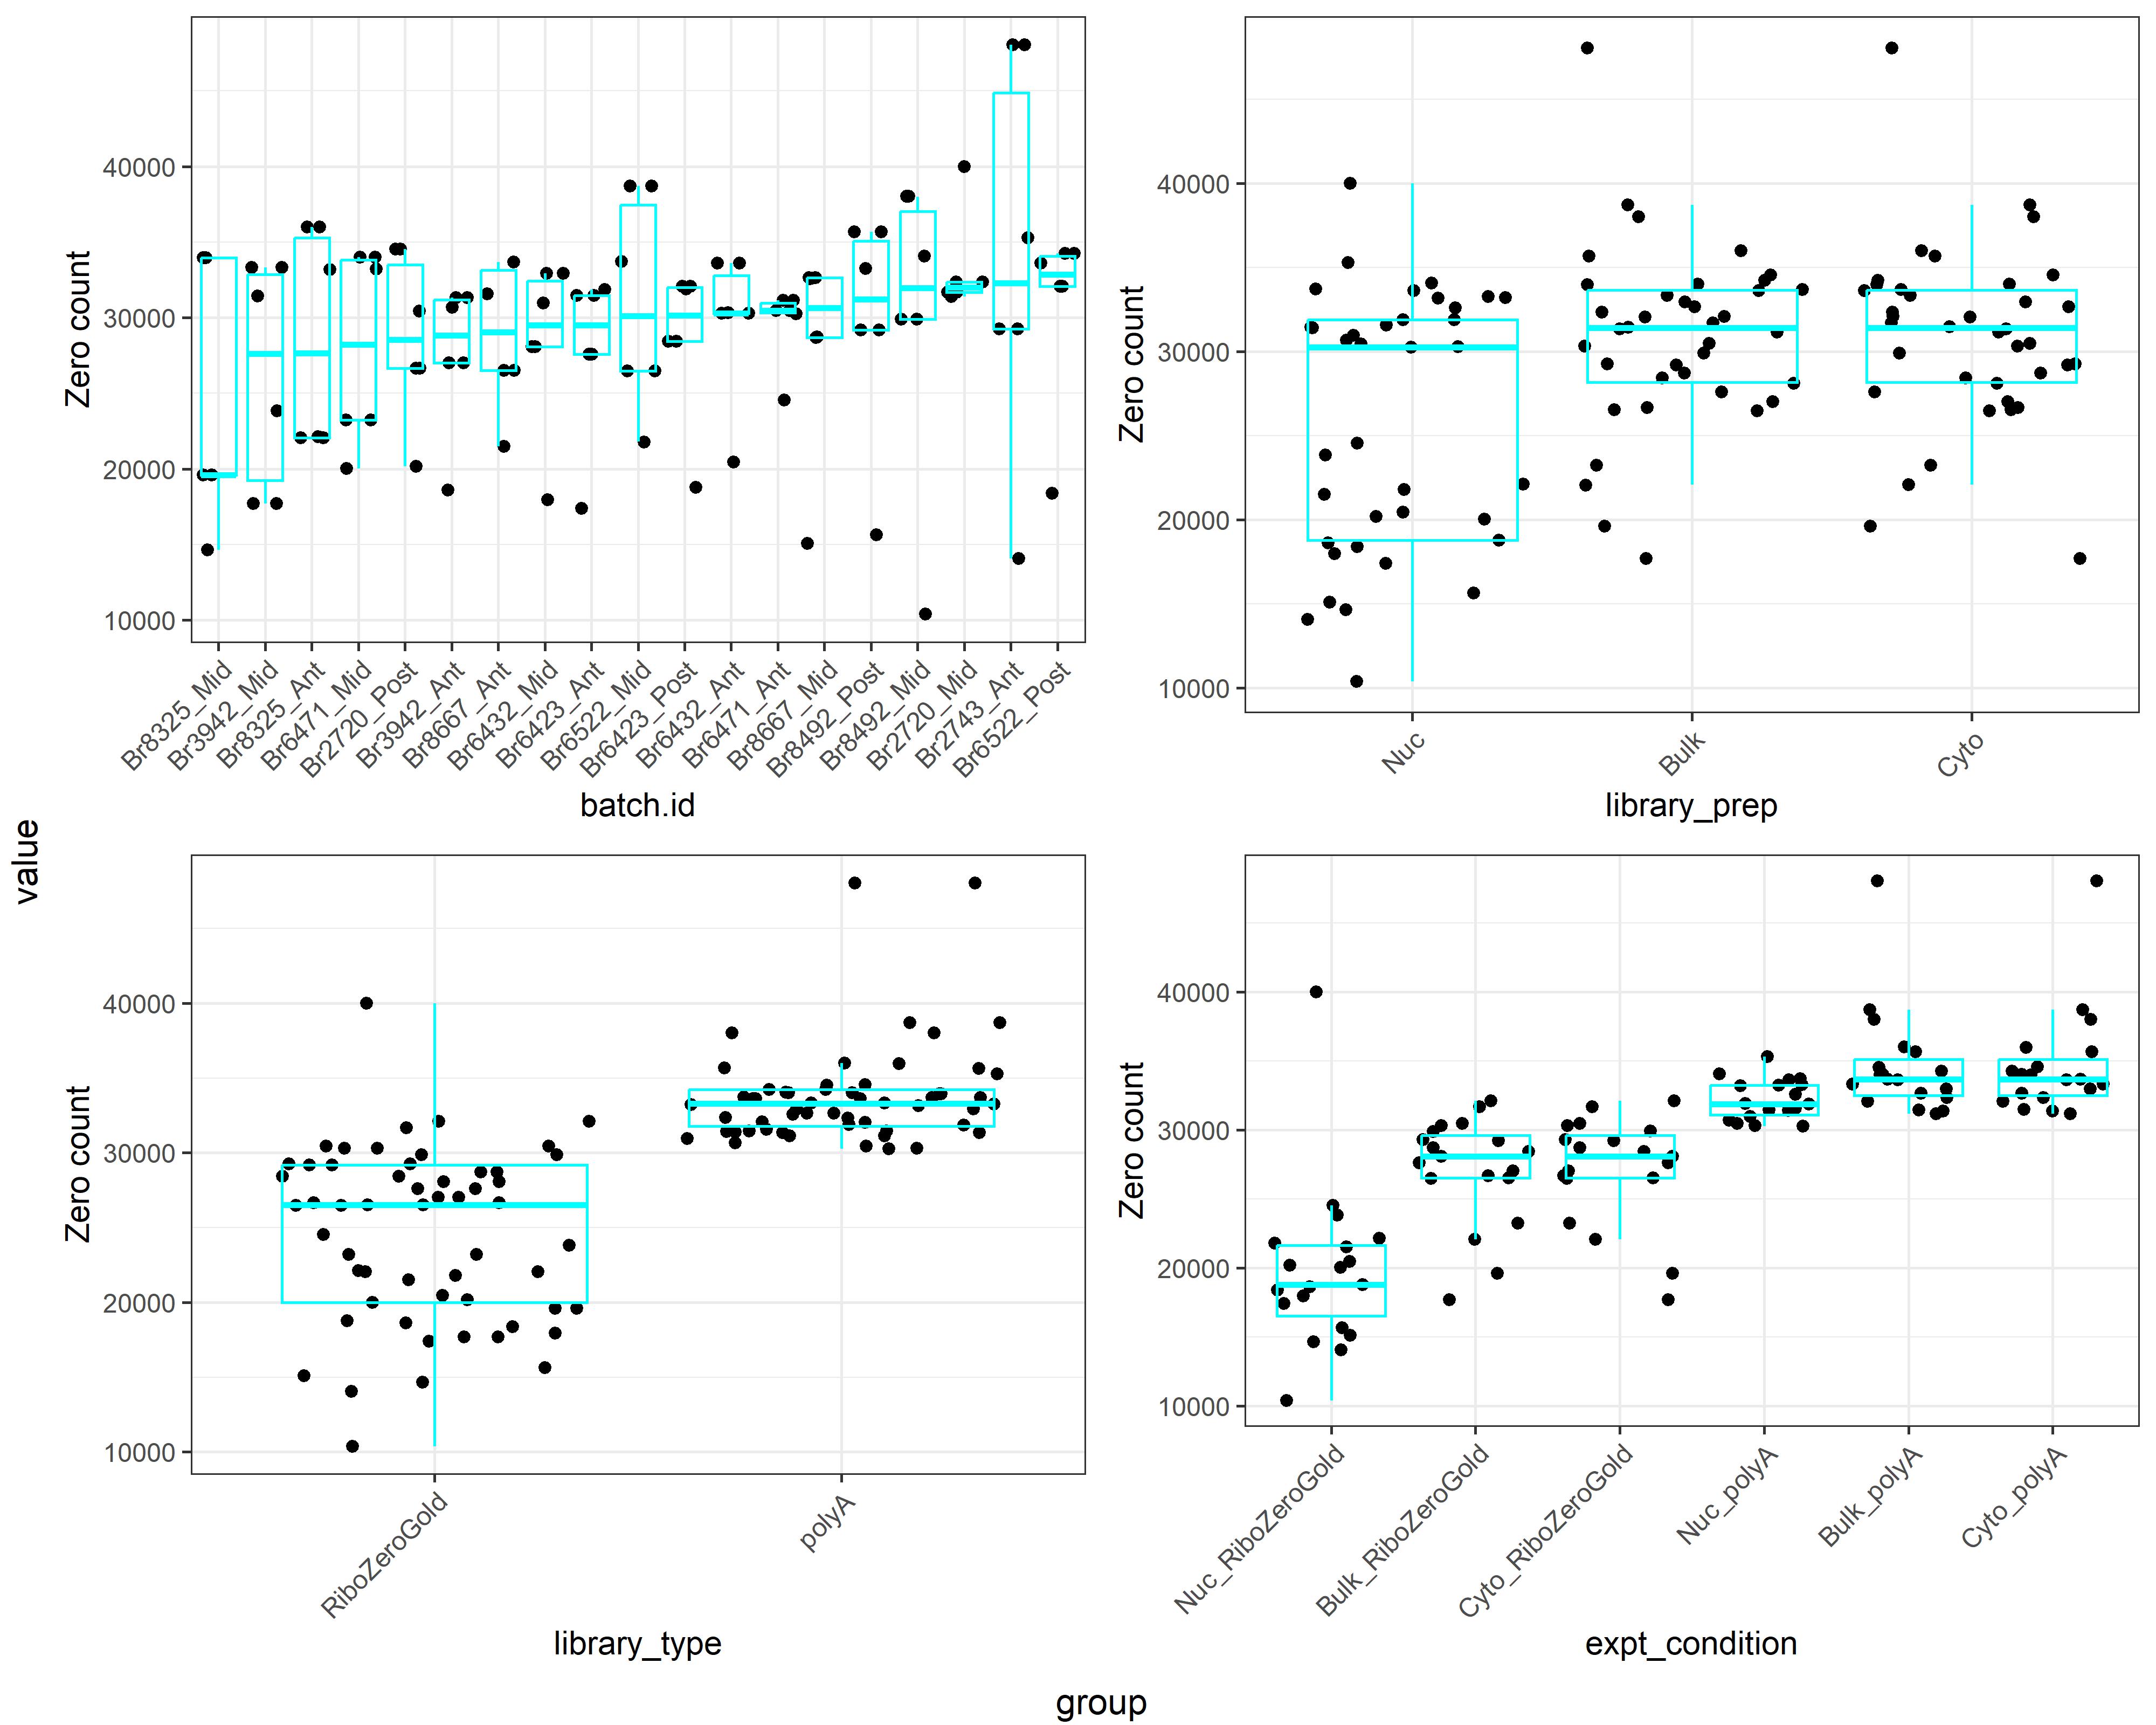 Zero count
40000
30000
20000
10000
Br8325_Mid
Br3942_Mid
Br8325_Ant
Br6471_Mid
Br2720_Post
Br3942_Ant
Br8667_Ant
Br6432_Mid
Br6423_Ant
Br6522_Mid
Br6423_Post
Br6432_Ant
Br6471_Ant
Br8667_Mid
Br8492_Post
Br8492_Mid
Br2720_Mid
Br2743_Ant
Br6522_Post
batch.id
Zero count
40000
30000
20000
10000
Nuc
Bulk
Cyto
library_prep
value
Zero count
40000
30000
20000
10000
RiboZeroGold
polyA
library_type
Zero count
40000
30000
20000
10000
Nuc_RiboZeroGold
Bulk_RiboZeroGold
Cyto_RiboZeroGold
Nuc_polyA
Bulk_polyA
Cyto_polyA
expt_condition
group